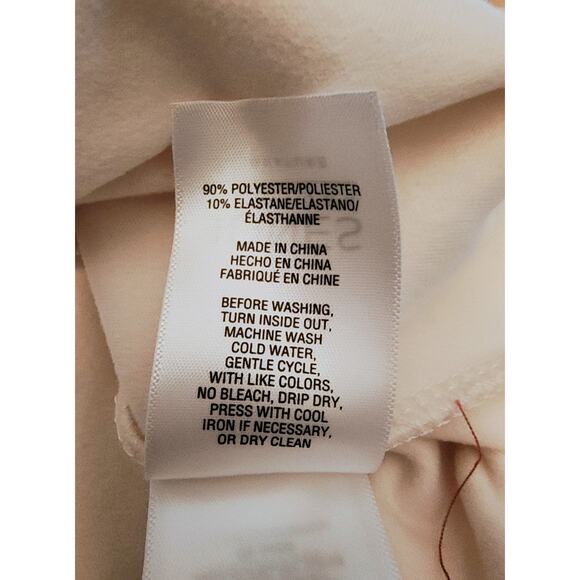 90% POLYESTER/POLIESTER
10% ELASTANE/ELASTANO/
ÉLASTHANNE
MADE IN CHINA
HECHO EN CHINA
FABRIQUÉ EN CHINE
BEFORE WASHING,
TURN INSIDE OUT,
MACHINE WASH
COLD WATER,
GENTLE CYCLE,
WITH LIKE COLORS,
NO BLEACH, DRIP DRY,
PRESS WITH COOL
IRON IF NECESSARY,
OR DRY CLEAN